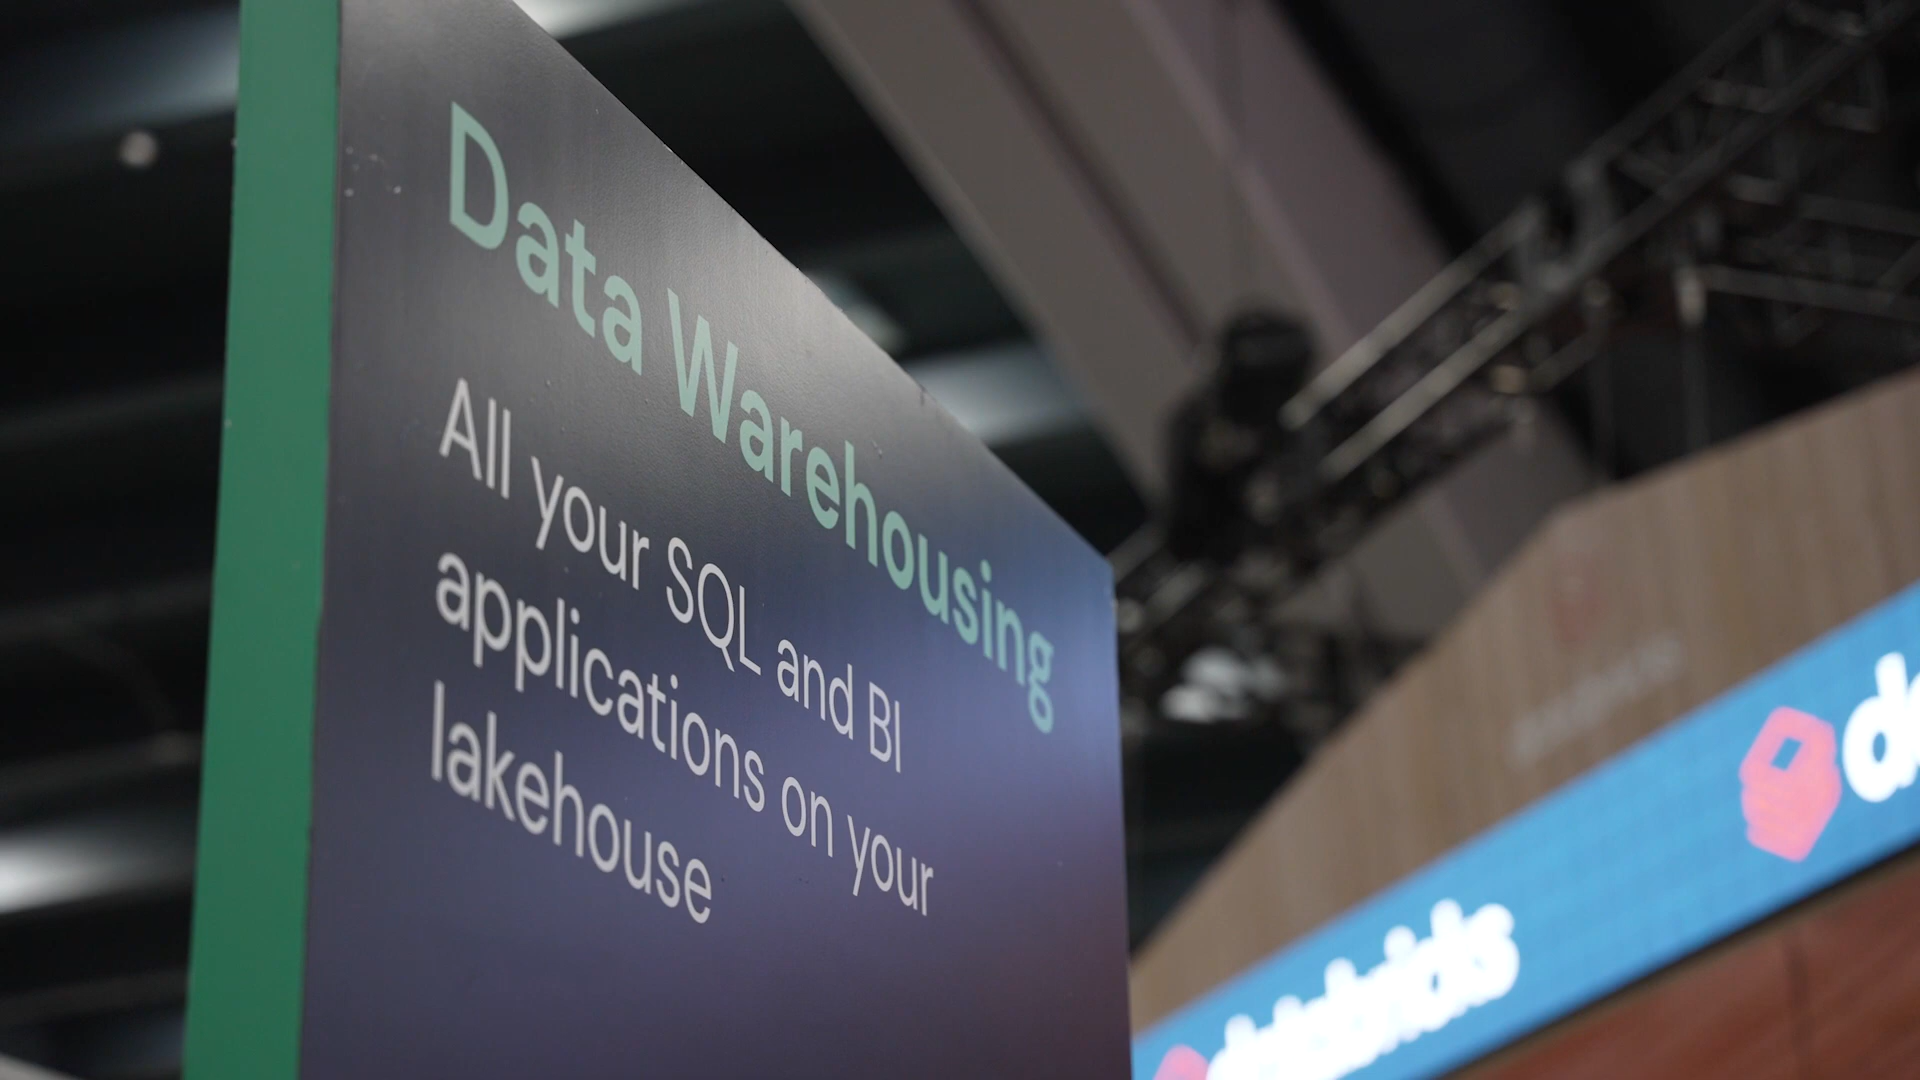 Data Warehousing
All your SQL and BI
applications on your
lakehouse
databricks